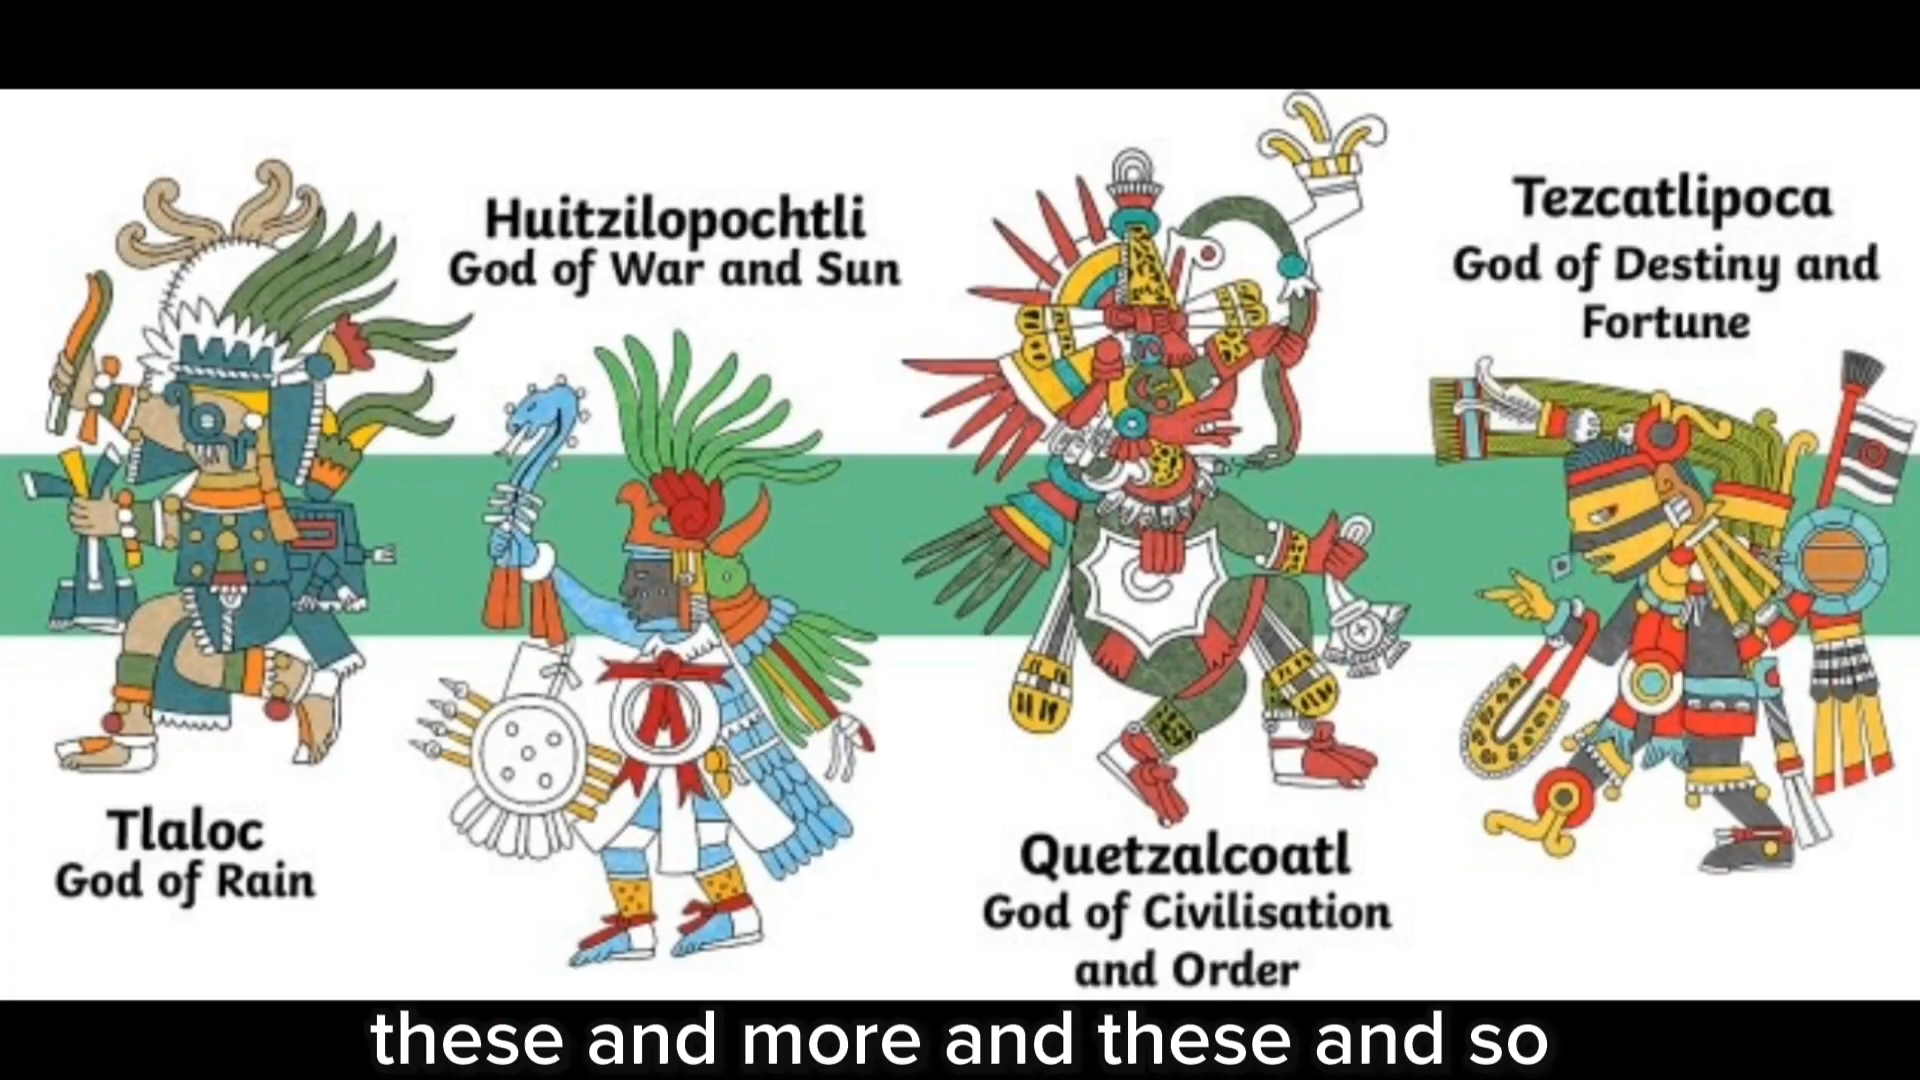 Tlaloc
God of Rain
Huitzilopochtli
God of War and Sun
Quetzalcoatl
God of Civilisation
and Order
Tezcatlipoca
God of Destiny and
Fortune
these and more and these and so